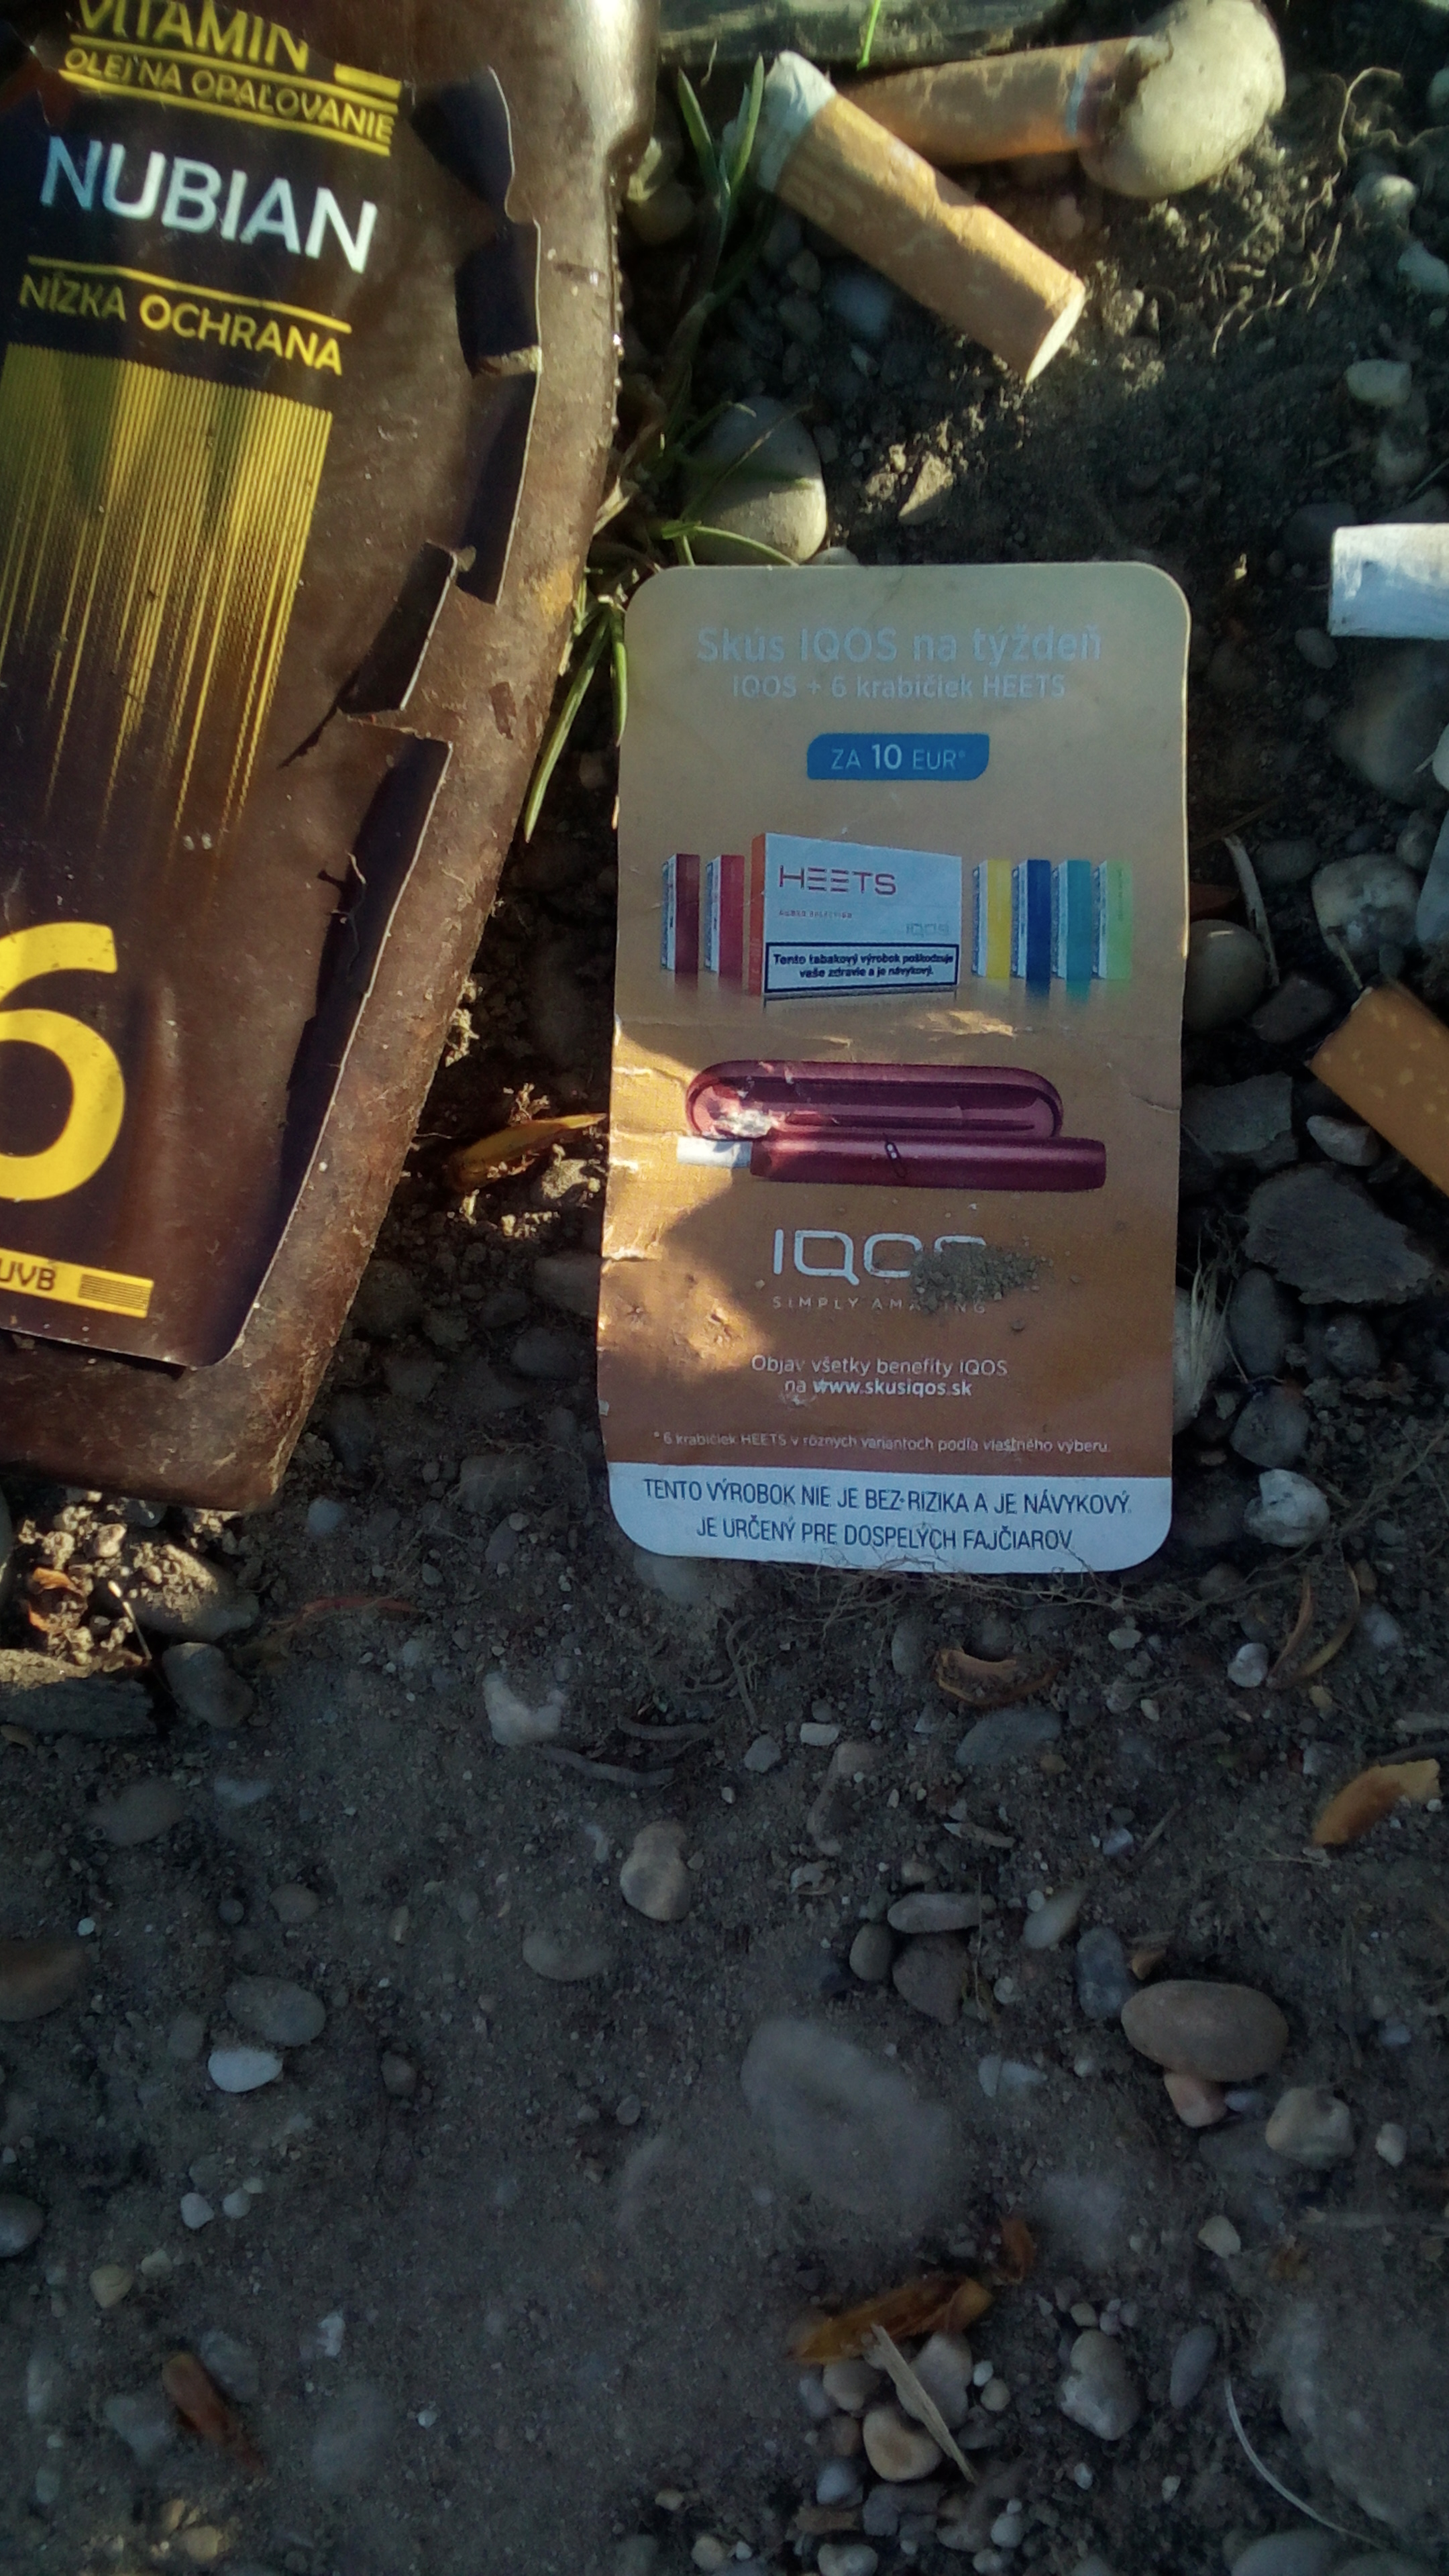 VITAMIN
OLEJ NA OPAĽOVANIE
NUBIAN
NÍZKA OCHRANA
6
UVB
Skús IQOS na týždeň
IQOS + 6 krabičiek HEETS
ZA 10 EUR*
HEETS
IQOS
Tento tabakový výrobok poškodzuje
vaše zdravie a je návykový.
IQOS
SIMPLY AMAZING
Objav všetky benefity IQOS
na www.skusiqos.sk
* 6 krabičiek HEETS v rôznych variantoch podľa vlastného výberu.
TENTO VÝROBOK NIE JE BEZ RIZIKA A JE NÁVYKOVÝ.
JE URČENÝ PRE DOSPELÝCH FAJČIAROV